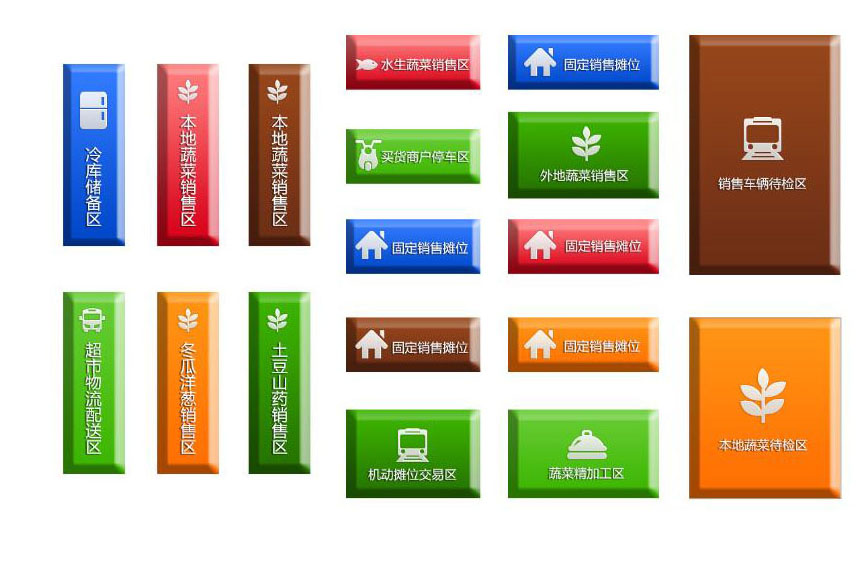 冷库储备区
本地蔬菜销售区
本地蔬菜销售区
水生蔬菜销售区
固定销售摊位
销售车辆待检区
买货商户停车区
外地蔬菜销售区
固定销售摊位
固定销售摊位
超市物流配送区
冬瓜洋葱销售区
土豆山药销售区
固定销售摊位
固定销售摊位
本地蔬菜待检区
机动摊位交易区
蔬菜精加工区